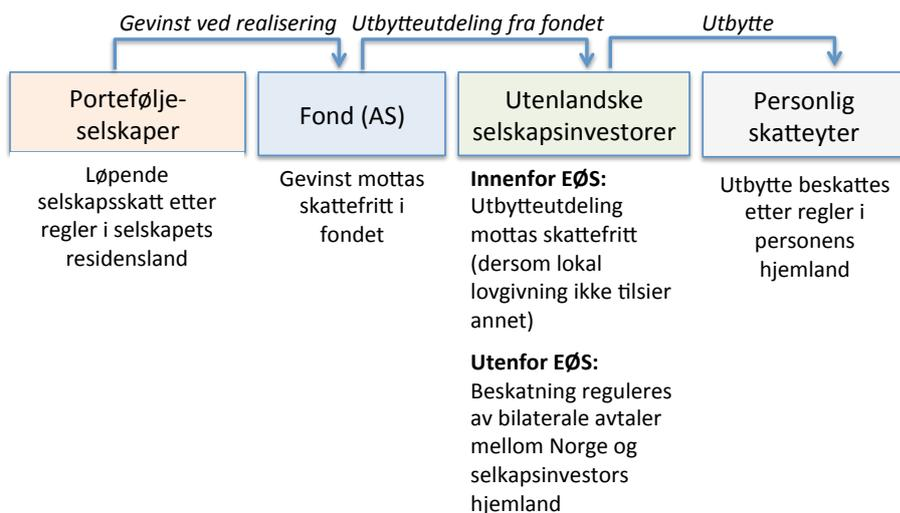 Gevinst ved realisering
Utbytteutdeling fra fondet
Utbytte
Portefølje-
selskaper
Fond (AS)
Utenlandske
selskapsinvestorer
Personlig
skatteyter
Løpende
selskapsskatt etter
regler i selskapets
residensland
Gevinst mottas
skattefritt i
fondet
Innenfor EØS:
Utbytteutdeling
mottas skattefritt
(dersom lokal
lovgivning ikke tilsier
annet)
Utenfor EØS:
Beskatning reguleres
av bilaterale avtaler
mellom Norge og
selkapsinvestors
hjemland
Utbytte beskattes
etter regler i
personens
hjemland